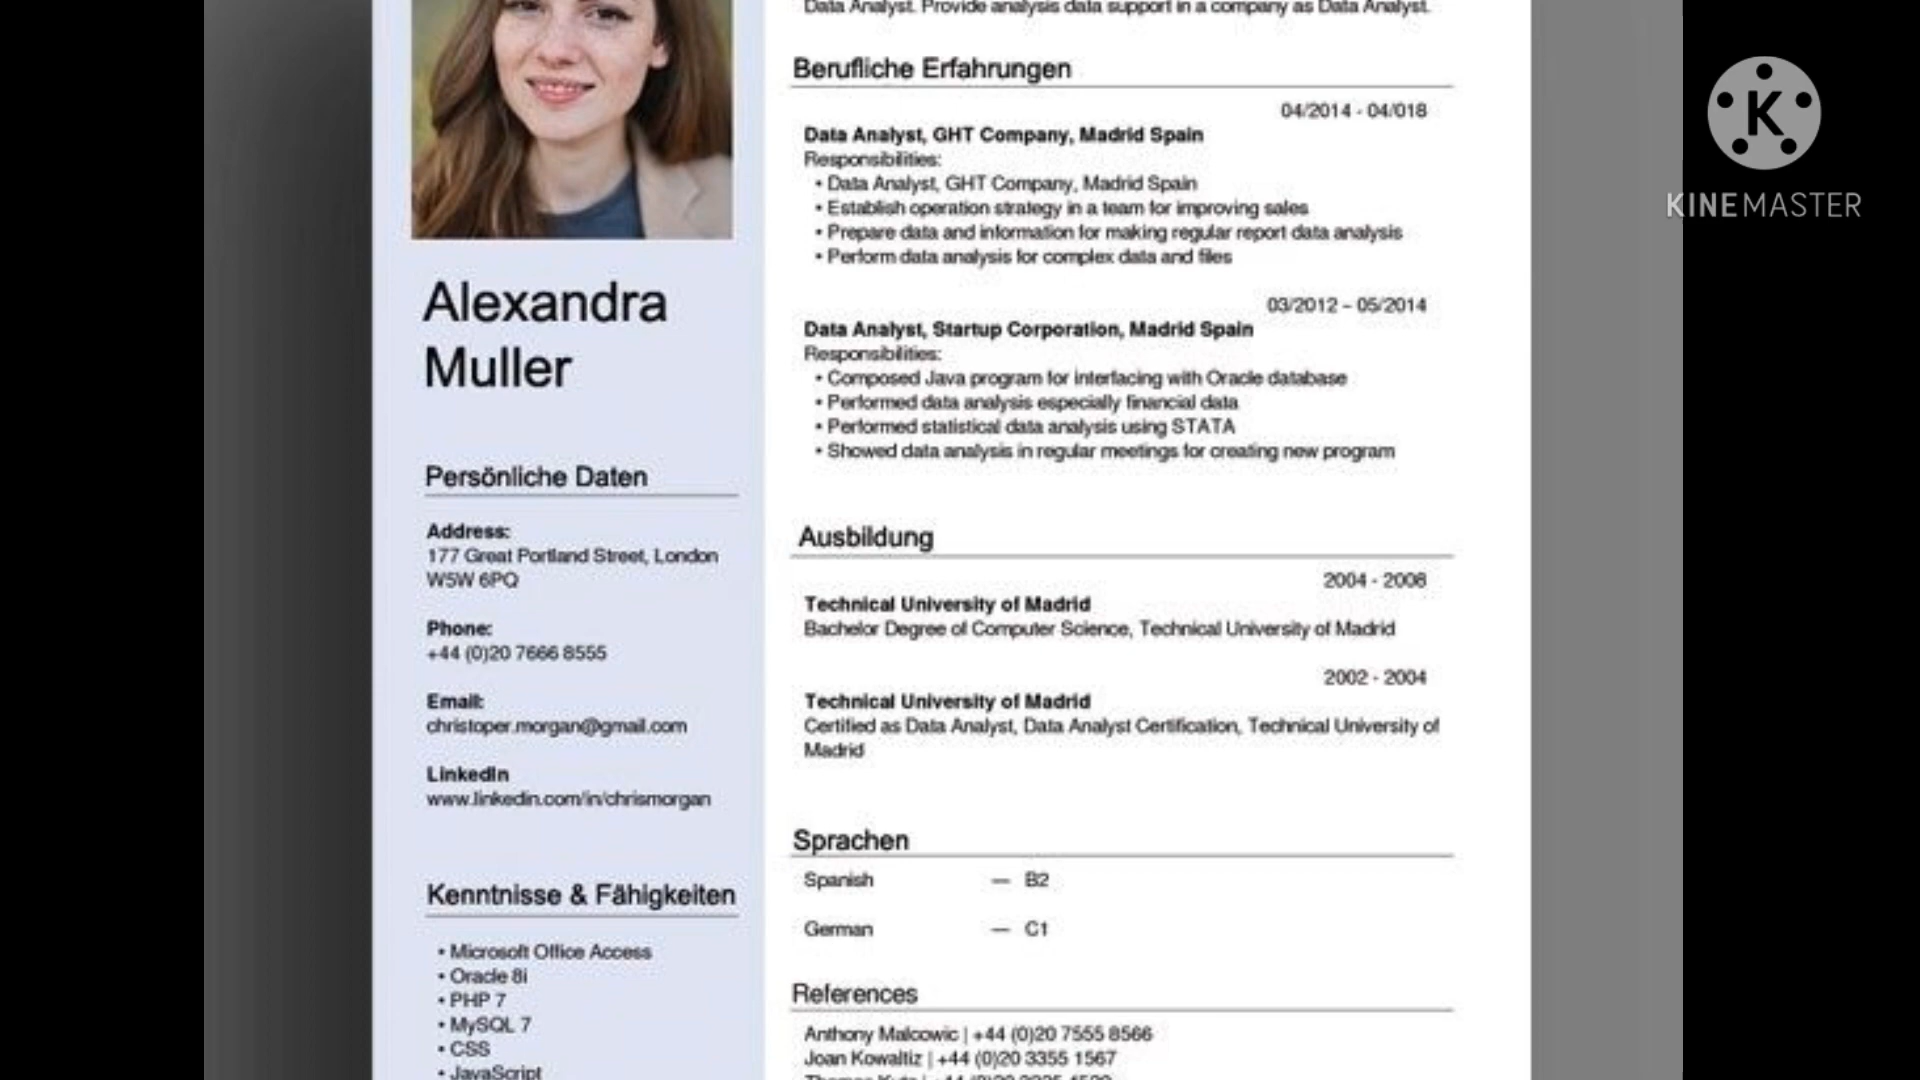 Alexandra
Muller
Persönliche Daten
Address:
177 Great Portland Street, London
W5W 6PQ
Phone:
+44 (0)20 7666 8555
Email:
christoper.morgan@gmail.com
LinkedIn
www.linkedin.com/in/chrismorgan
Kenntnisse & Fähigkeiten
• Microsoft Office Access
• Oracle 8i
• PHP 7
• MySQL 7
• CSS
• JavaScript
Data Analyst. Provide analysis data support in a company as Data Analyst.
Berufliche Erfahrungen
04/2014 - 04/018
Data Analyst, GHT Company, Madrid Spain
Responsibilities:
• Data Analyst, GHT Company, Madrid Spain
• Establish operation strategy in a team for improving sales
• Prepare data and information for making regular report data analysis
• Perform data analysis for complex data and files
03/2012 – 05/2014
Data Analyst, Startup Corporation, Madrid Spain
Responsibilities:
• Composed Java program for interfacing with Oracle database
• Performed data analysis especially financial data
• Performed statistical data analysis using STATA
• Showed data analysis in regular meetings for creating new program
Ausbildung
2004 - 2008
Technical University of Madrid
Bachelor Degree of Computer Science, Technical University of Madrid
2002 - 2004
Technical University of Madrid
Certified as Data Analyst, Data Analyst Certification, Technical University of
Madrid
Sprachen
Spanish — B2
German — C1
References
Anthony Malcowic | +44 (0)20 7555 8566
Joan Kowaltiz | +44 (0)20 3355 1567
K
KINEMASTER